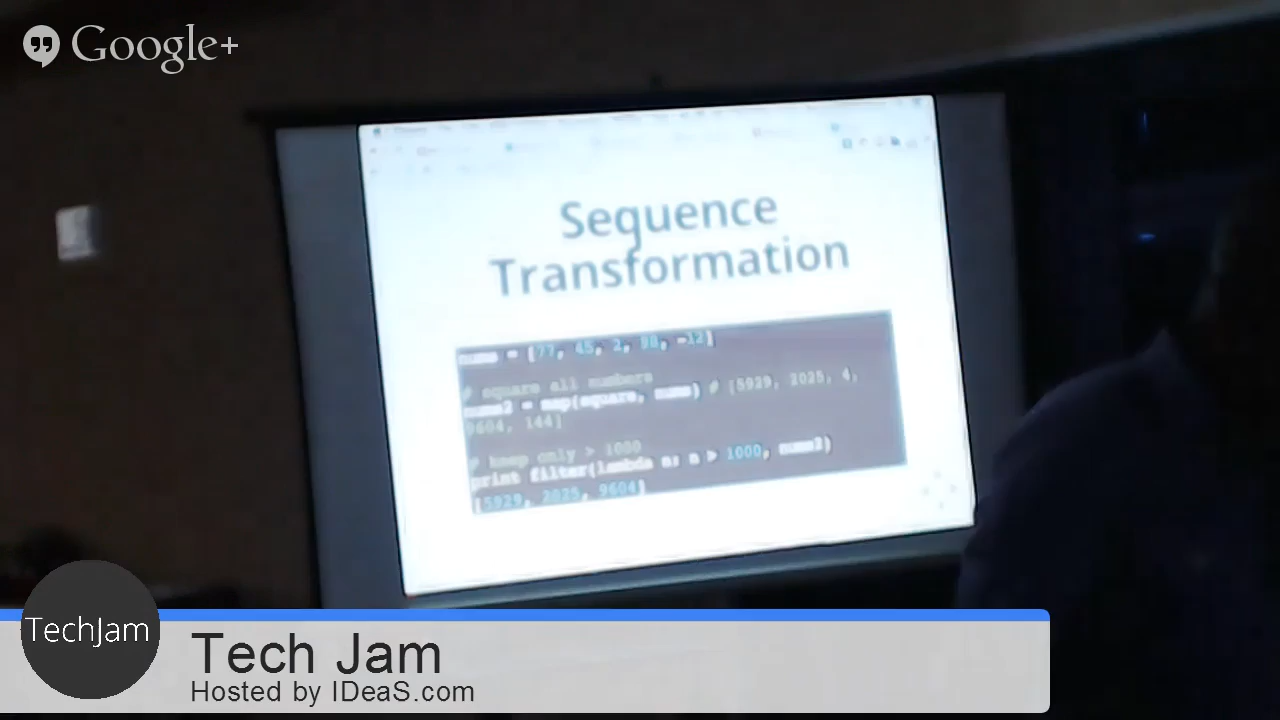 Google+
Sequence
Transformation
nums = [77, 45, 2, 98, -12]
# square all numbers
nums2 = map(square, nums) # [5929, 2025, 4,
9604, 144]
# keep only > 1000
print filter(lambda n: n > 1000, nums2)
[5929, 2025, 9604]
TechJam
Tech Jam
Hosted by IDeaS.com